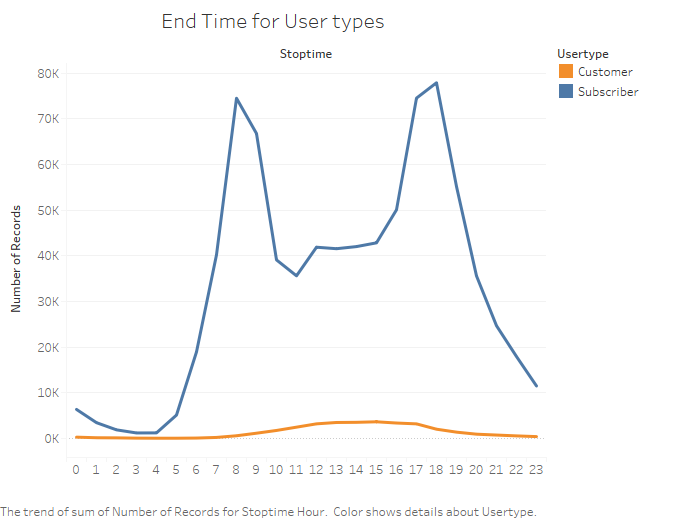 End Time for User types
Stoptime
Usertype
Customer
Subscriber
Number of Records
80K
70K
60K
50K
40K
30K
20K
10K
0K
0 1 2 3 4 5 6 7 8 9 10 11 12 13 14 15 16 17 18 19 20 21 22 23
The trend of sum of Number of Records for Stoptime Hour. Color shows details about Usertype.